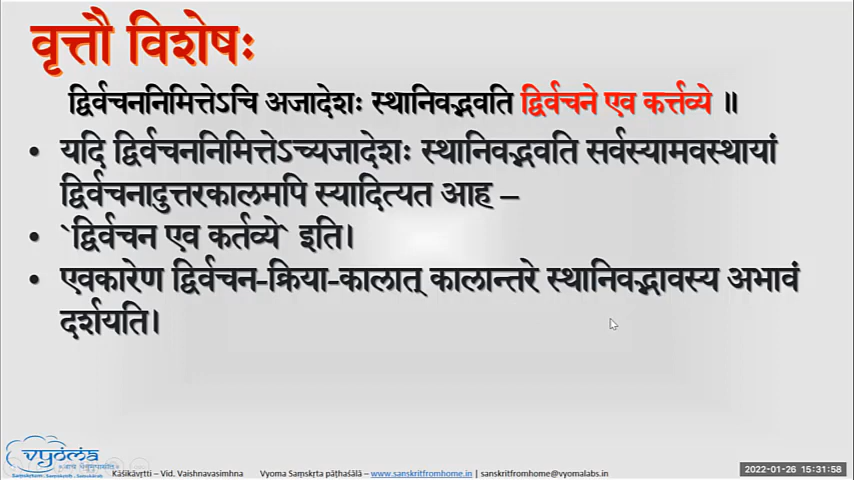 वृत्तौ विशेषः
द्विर्वचननिमित्तेऽचि अजादेशः स्थानिवद्भवति द्विर्वचने एव कर्त्तव्ये ॥
• यदि द्विर्वचननिमित्तेऽच्यजादेशः स्थानिवद्भवति सर्वस्यामवस्थायां
द्विर्वचनादुत्तरकालमपि स्यादित्यत आह –
• `द्विर्वचन एव कर्तव्ये` इति।
• एवकारेण द्विर्वचन-क्रिया-कालात् कालान्तरे स्थानिवद्भावस्य अभावं
दर्शयति।
vyoma
Kāśikāvṛtti – Vid. Vaishnavasimhna Vyoma Saṃskṛta pāṭhaśālā – www.sanskritfromhome.in | sanskritfromhome@vyomalabs.in
2022-01-26 15:31:58